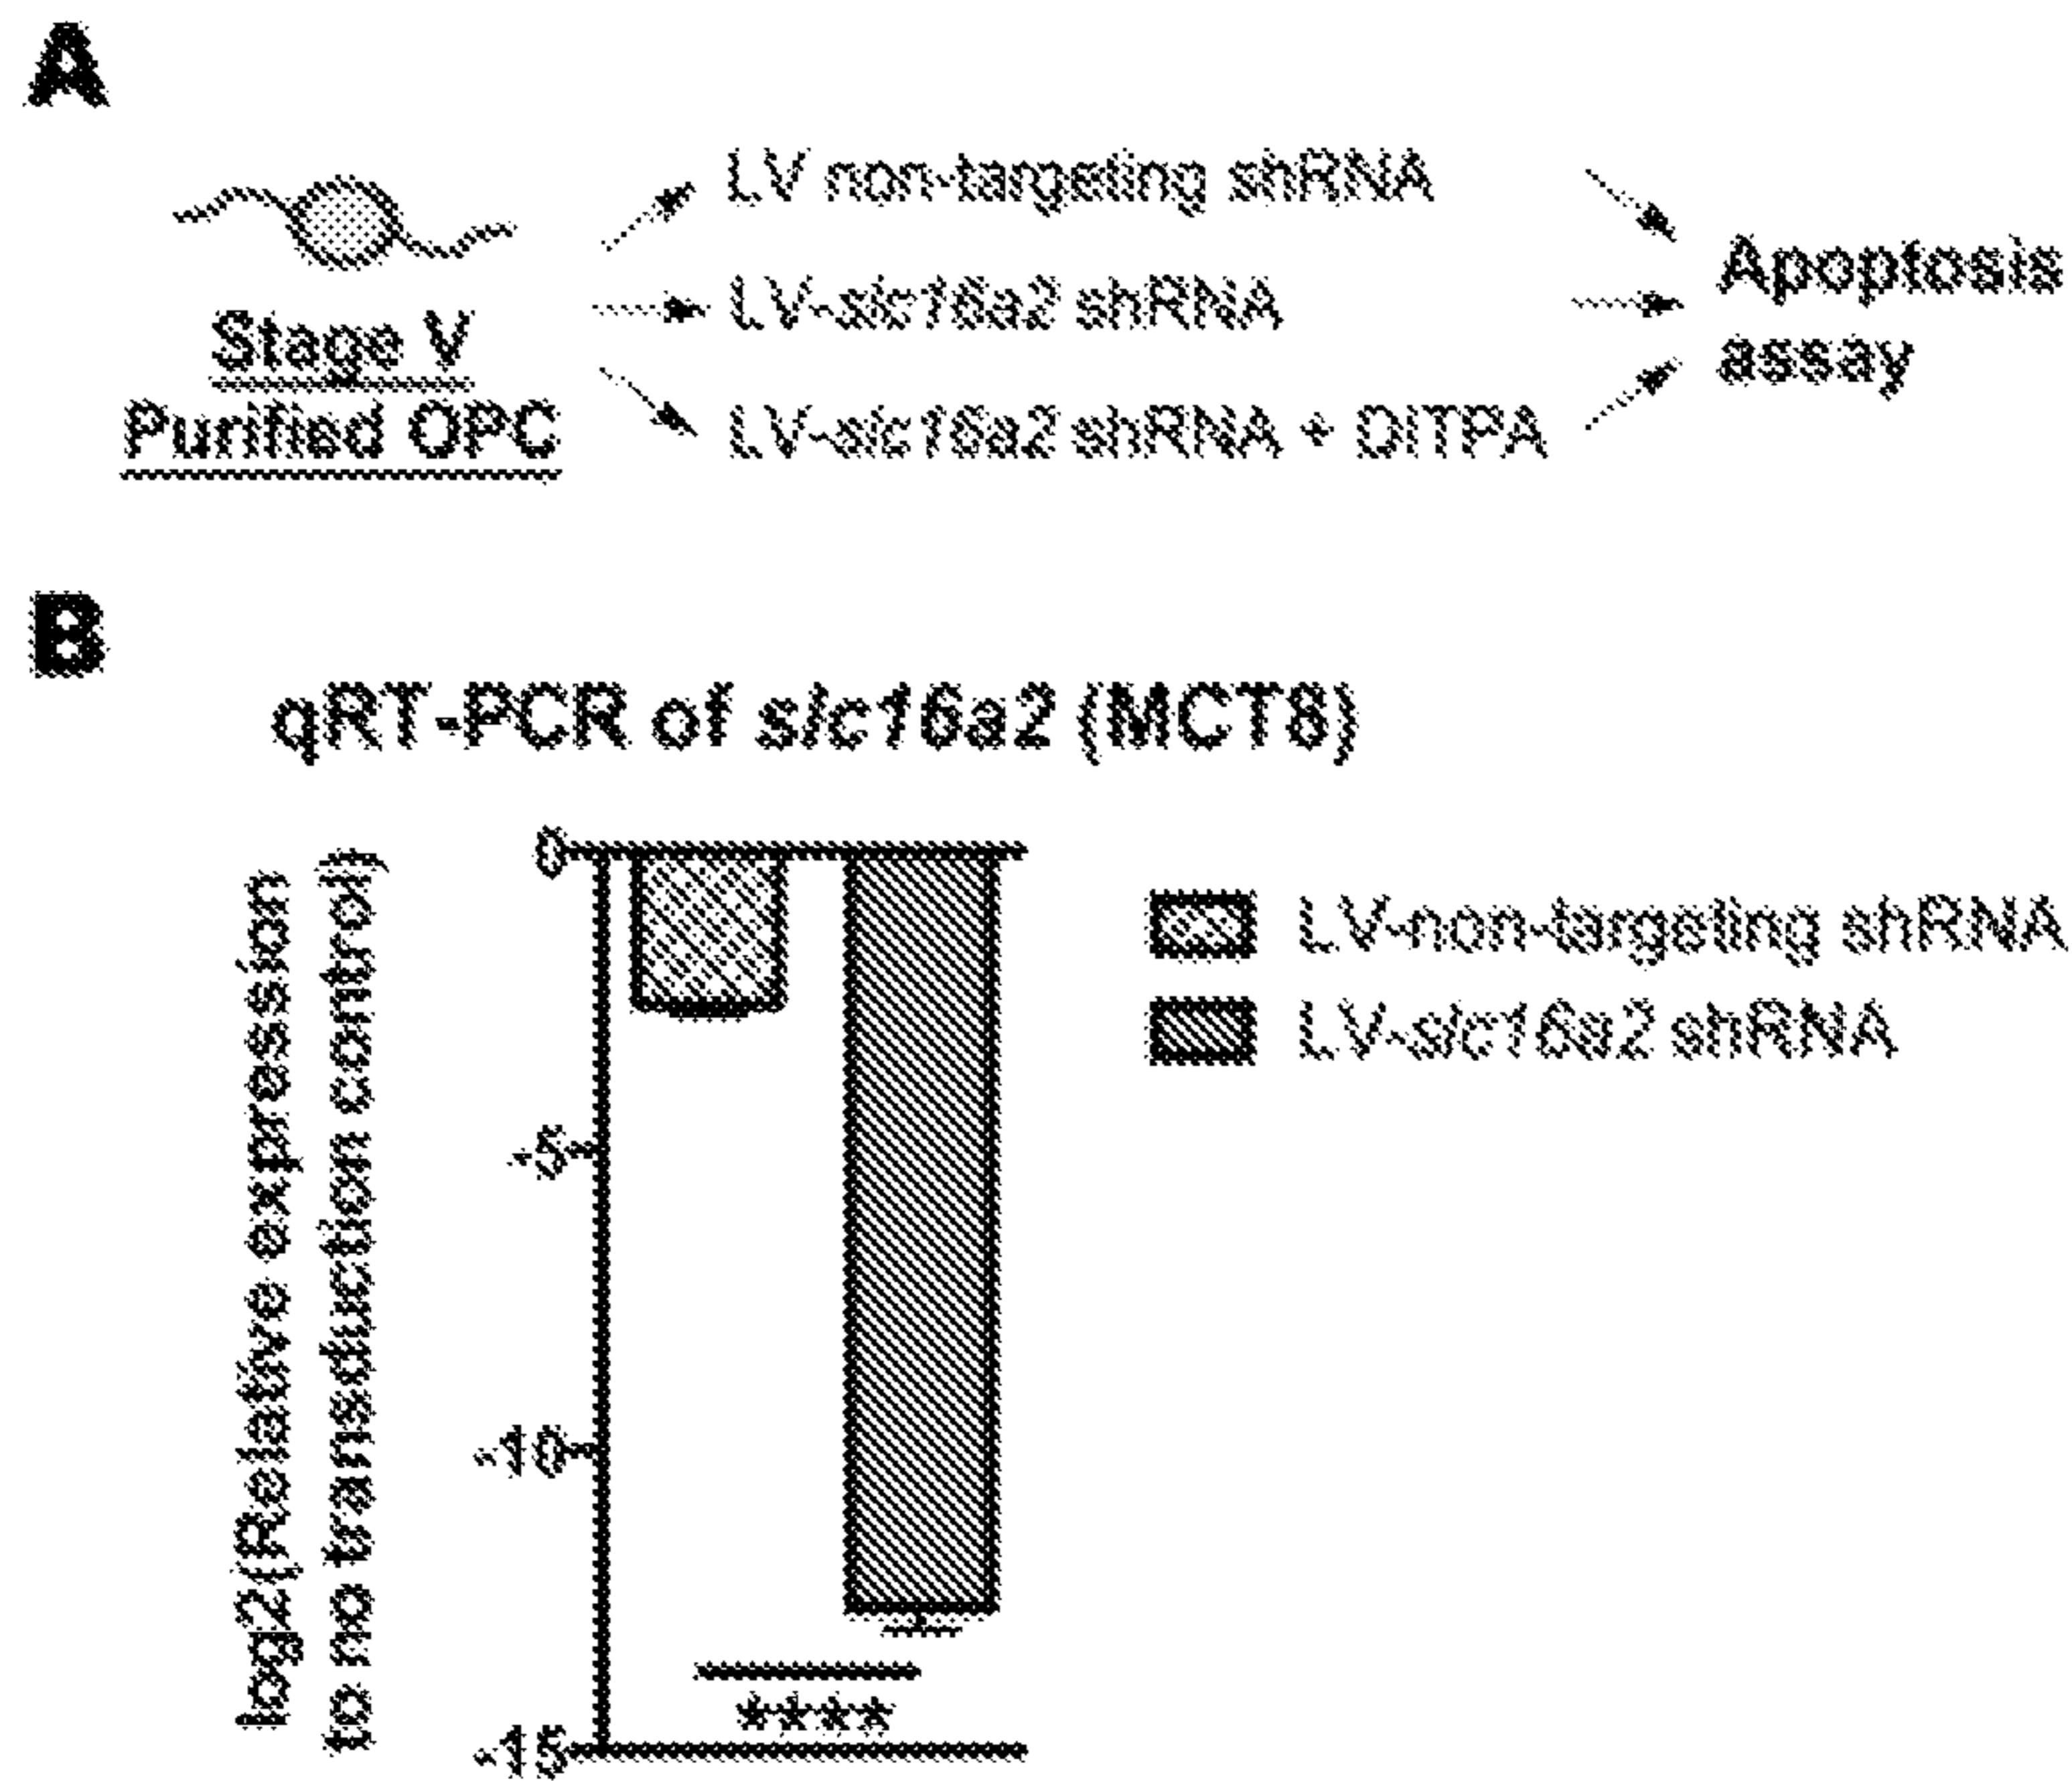 A
LV non-targeting shRNA
LV-slc16a2 shRNA
LV-slc16a2 shRNA + DITPA
Stage V
Purified OPC
Apoptosis
assay
B
qRT-PCR of slc16a2 (MCT8)
log2(Relative expression
to no transduction control)
0
-5
-10
-15
****
LV-non-targeting shRNA
LV-slc16a2 shRNA